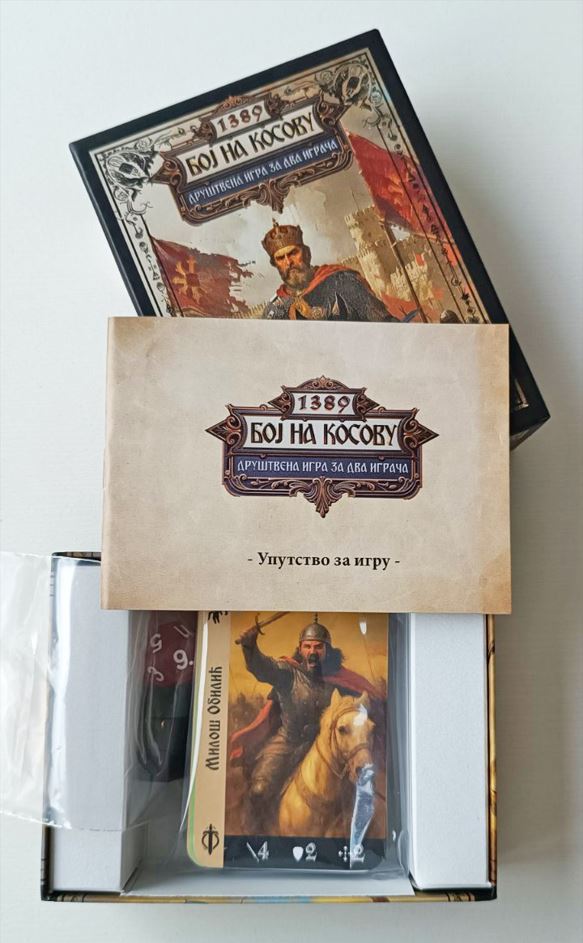 1389
БОЈ НА КОСОВУ
ДРУШТВЕНА ИГРА ЗА ДВА ИГРАЧА
1389
БОЈ НА КОСОВУ
ДРУШТВЕНА ИГРА ЗА ДВА ИГРАЧА
- Упутство за игру -
6.
Милош Обилић
4 2 2